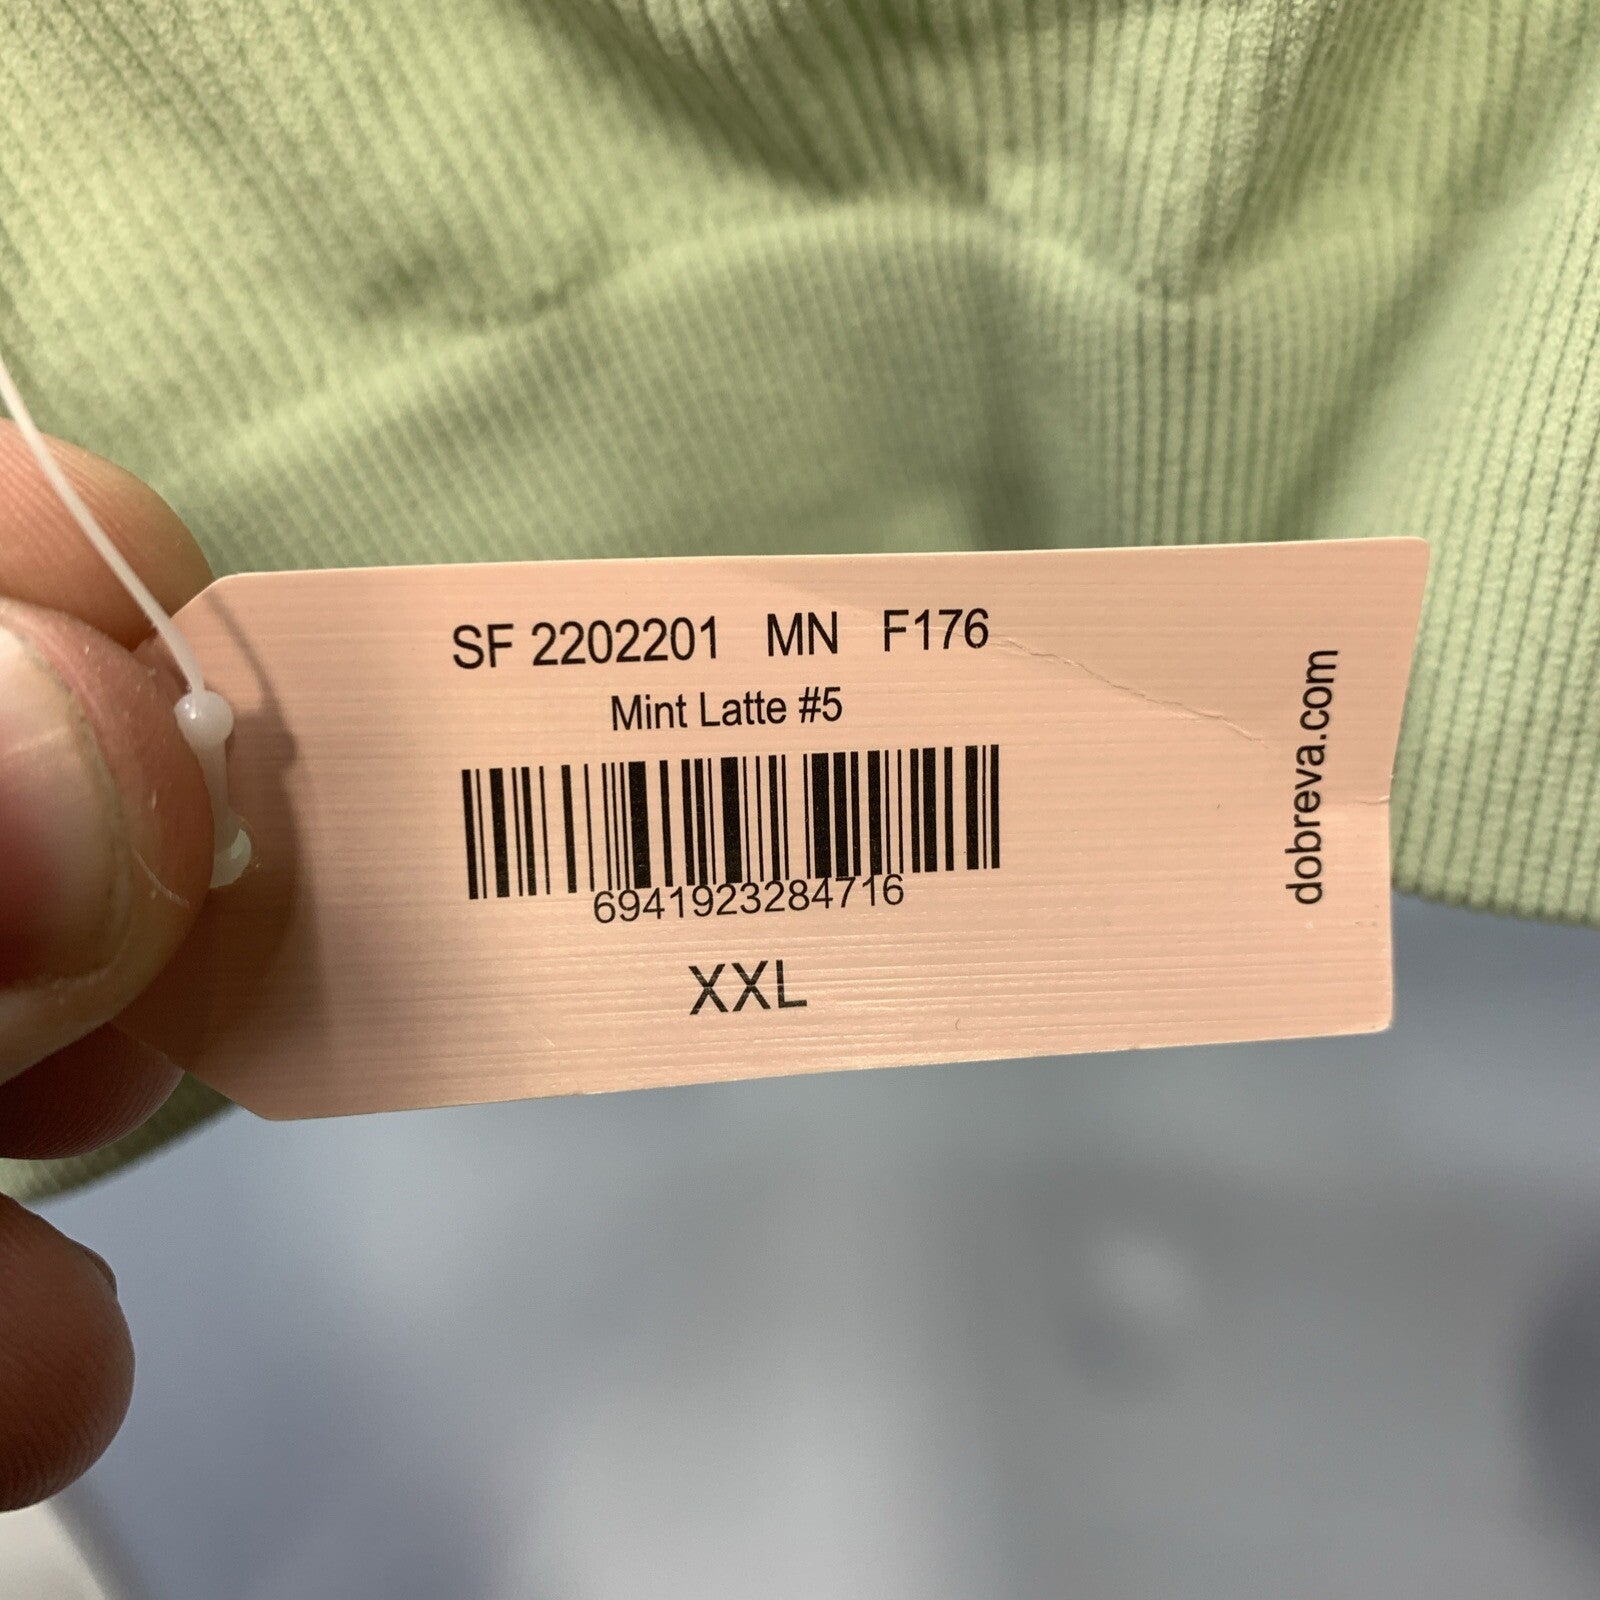 SF 2202201 MN F176
Mint Latte #5
6941923284716
XXL
dobreva.com